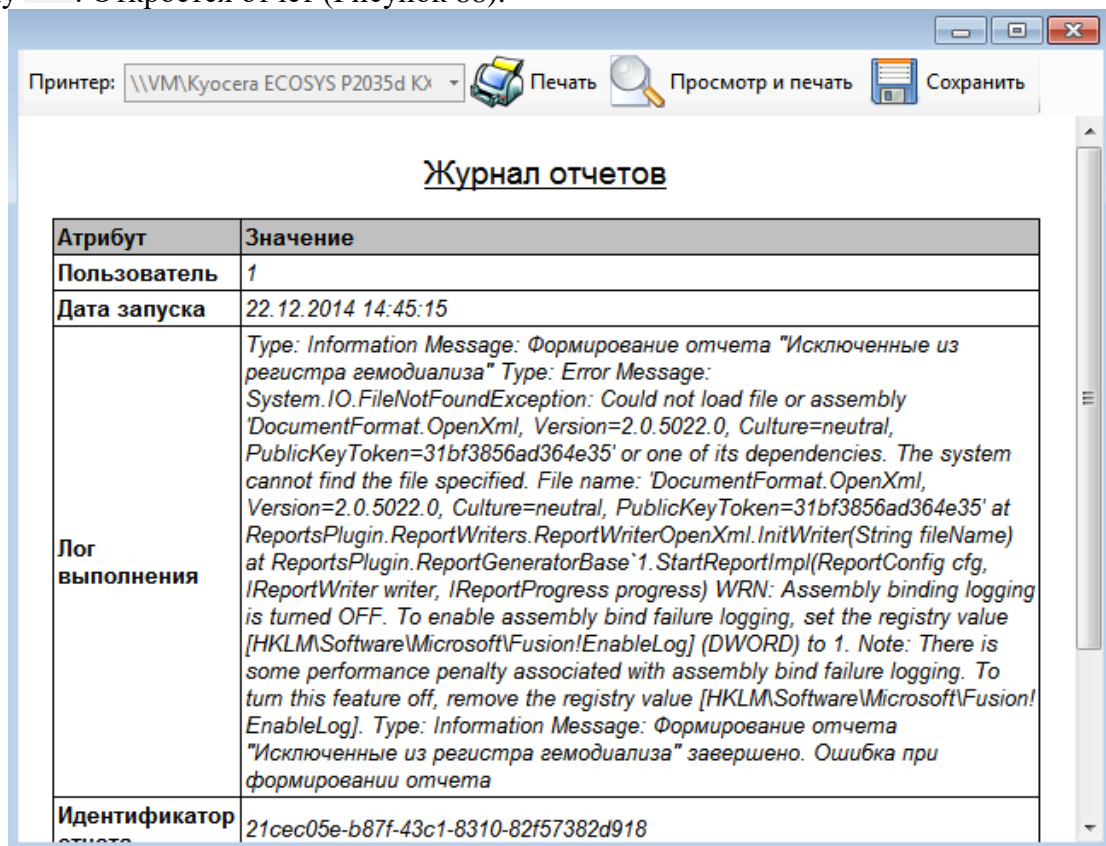 у . Откроется отчет (Рисунок 88).
Принтер: \\VM\Kyocera ECOSYS P2035d KX Печать Просмотр и печать Сохранить
Журнал отчетов
Атрибут Значение
Пользователь 1
Дата запуска 22.12.2014 14:45:15
Лог
выполнения
Type: Information Message: Формирование отчета "Исключенные из
регистра гемодиализа" Type: Error Message:
System.IO.FileNotFoundException: Could not load file or assembly
'DocumentFormat.OpenXml, Version=2.0.5022.0, Culture=neutral,
PublicKeyToken=31bf3856ad364e35' or one of its dependencies. The system
cannot find the file specified. File name: 'DocumentFormat.OpenXml,
Version=2.0.5022.0, Culture=neutral, PublicKeyToken=31bf3856ad364e35' at
ReportsPlugin.ReportWriters.ReportWriterOpenXml.InitWriter(String fileName)
at ReportsPlugin.ReportGeneratorBase`1.StartReportImpl(ReportConfig cfg,
IReportWriter writer, IReportProgress progress) WRN: Assembly binding logging
is turned OFF. To enable assembly bind failure logging, set the registry value
[HKLM\Software\Microsoft\Fusion!EnableLog] (DWORD) to 1. Note: There is
some performance penalty associated with assembly bind failure logging. To
turn this feature off, remove the registry value [HKLM\Software\Microsoft\Fusion!
EnableLog]. Type: Information Message: Формирование отчета
"Исключенные из регистра гемодиализа" завершено. Ошибка при
формировании отчета
Идентификатор
отчета
21cec05e-b87f-43c1-8310-82f57382d918